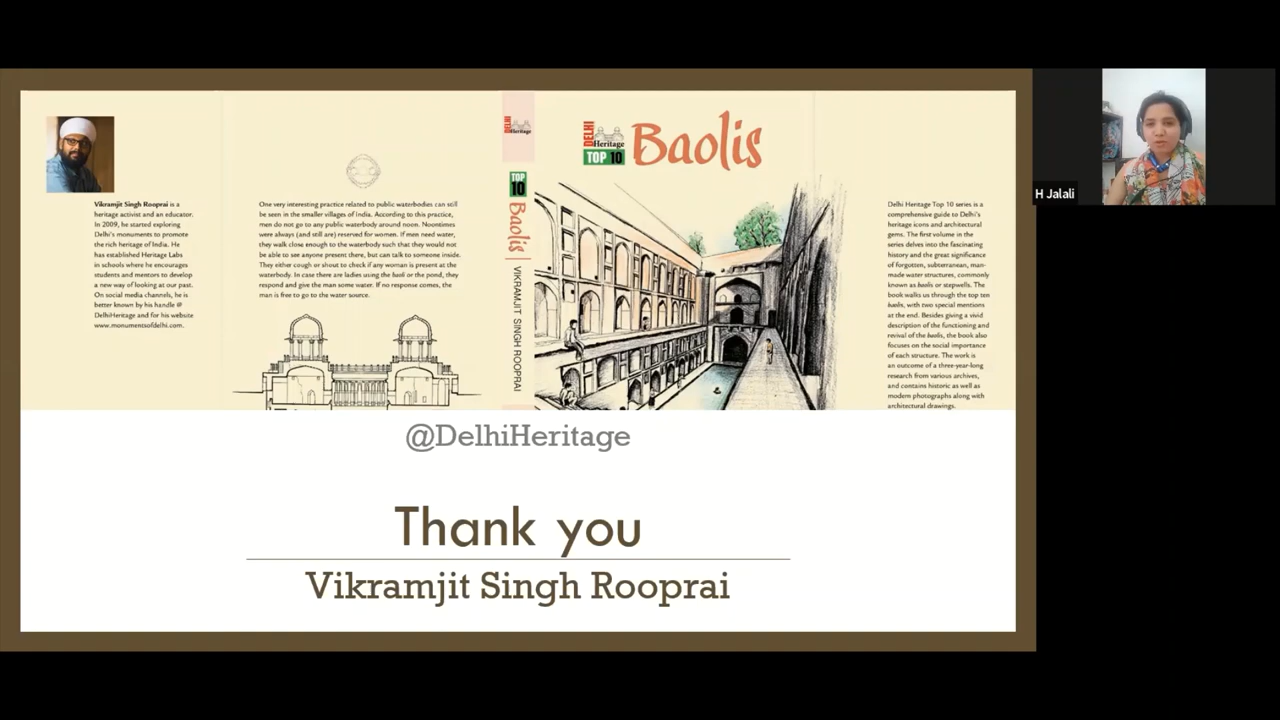 Vikramjit Singh Rooprai is a
heritage activist and an educator.
In 2009, he started exploring
Delhi's monuments to promote
the rich heritage of India. He
has established Heritage Labs
in schools where he encourages
students and mentors to develop
a new way of looking at our past.
On social media channels, he is
better known by his handle @
DelhiHeritage and for his website
www.monumentsofdelhi.com.
One very interesting practice related to public waterbodies can still
be seen in the smaller villages of India. According to this practice,
men do not go to any public waterbody around noon. Noontimes
were always (and still are) reserved for women. If men need water,
they walk close enough to the waterbody such that they would not
be able to see anyone present there, but can talk to someone inside.
They either cough or shout to check if any woman is present at the
waterbody. In case there are ladies using the baoli or the pond, they
respond and give the man some water. If no response comes, the
man is free to go to the water source.
DELHI
Heritage
TOP
10
Baolis
VIKRAMJIT SINGH ROOPRAI
DELHI
Heritage
TOP 10
Baolis
Delhi Heritage Top 10 series is a
comprehensive guide to Delhi's
heritage icons and architectural
gems. The first volume in the
series delves into the fascinating
history and the great significance
of forgotten, subterranean, man-
made water structures, commonly
known as baolis or stepwells. The
book walks us through the top ten
baolis, with two special mentions
at the end. Besides giving a vivid
description of the functioning and
revival of the baolis, the book also
focuses on the social importance
of each structure. The work is
an outcome of a three-year-long
research from various archives,
and contains historic as well as
modern photographs along with
architectural drawings.
@DelhiHeritage
Thank you
Vikramjit Singh Rooprai
H Jalali